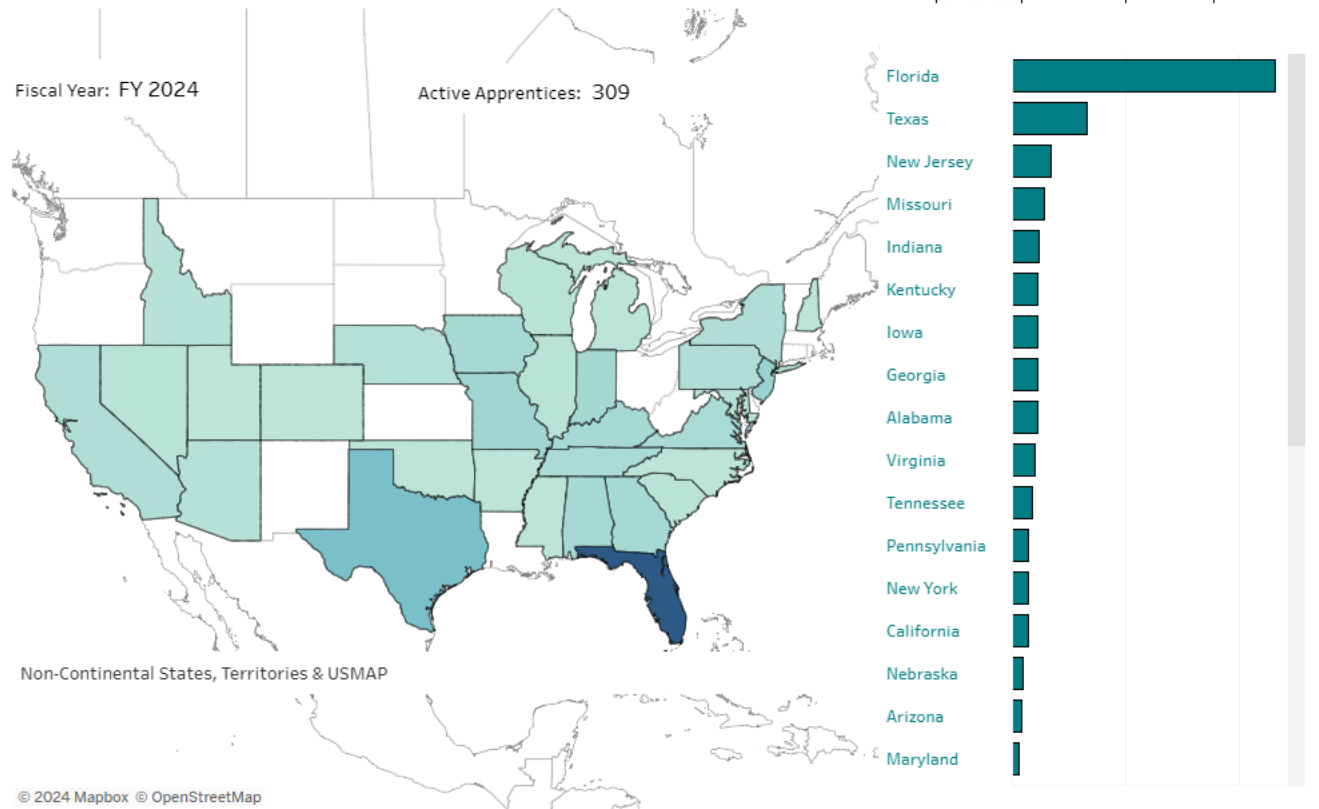 Fiscal Year: FY 2024
Active Apprentices: 309
Florida
Texas
New Jersey
Missouri
Indiana
Kentucky
Iowa
Georgia
Alabama
Virginia
Tennessee
Pennsylvania
New York
California
Nebraska
Arizona
Maryland
Non-Continental States, Territories & USMAP
© 2024 Mapbox © OpenStreetMap